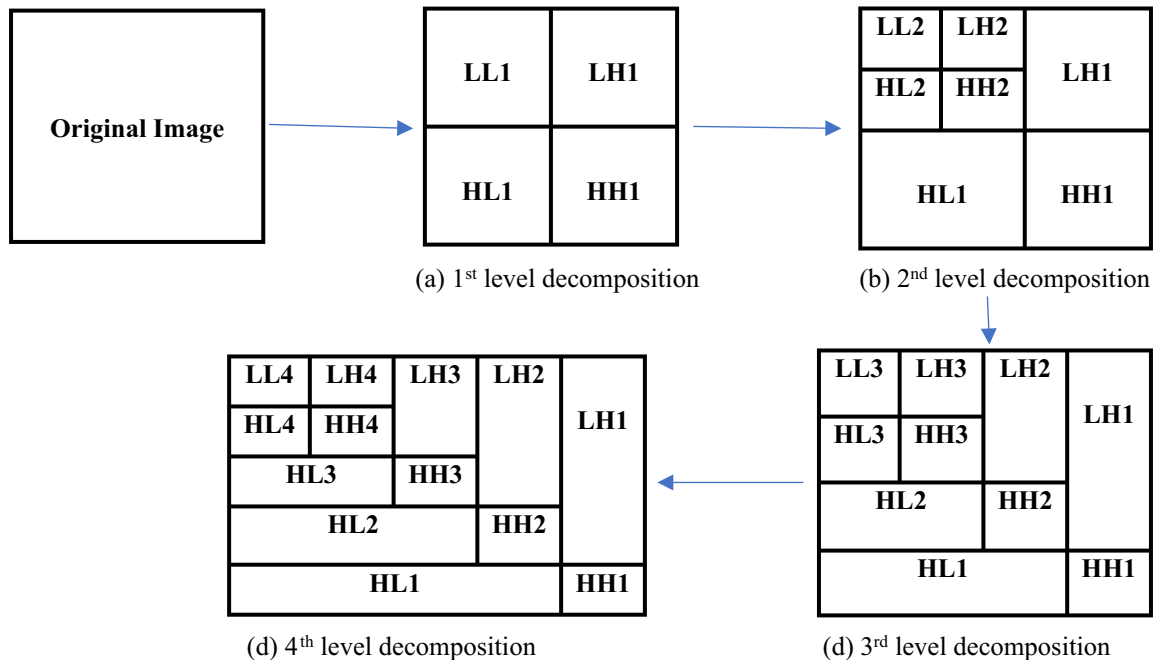 Original Image
LL1 LH1
HL1 HH1
(a) 1st level decomposition
LL2 LH2
HL2 HH2
LH1
HL1 HH1
(b) 2nd level decomposition
LL4 LH4 LH3 LH2
HL4 HH4
LH1
HL3 HH3
HL2 HH2
HL1 HH1
(d) 4th level decomposition
LL3 LH3 LH2
LH1
HL3 HH3
HL2 HH2
HL1 HH1
(d) 3rd level decomposition